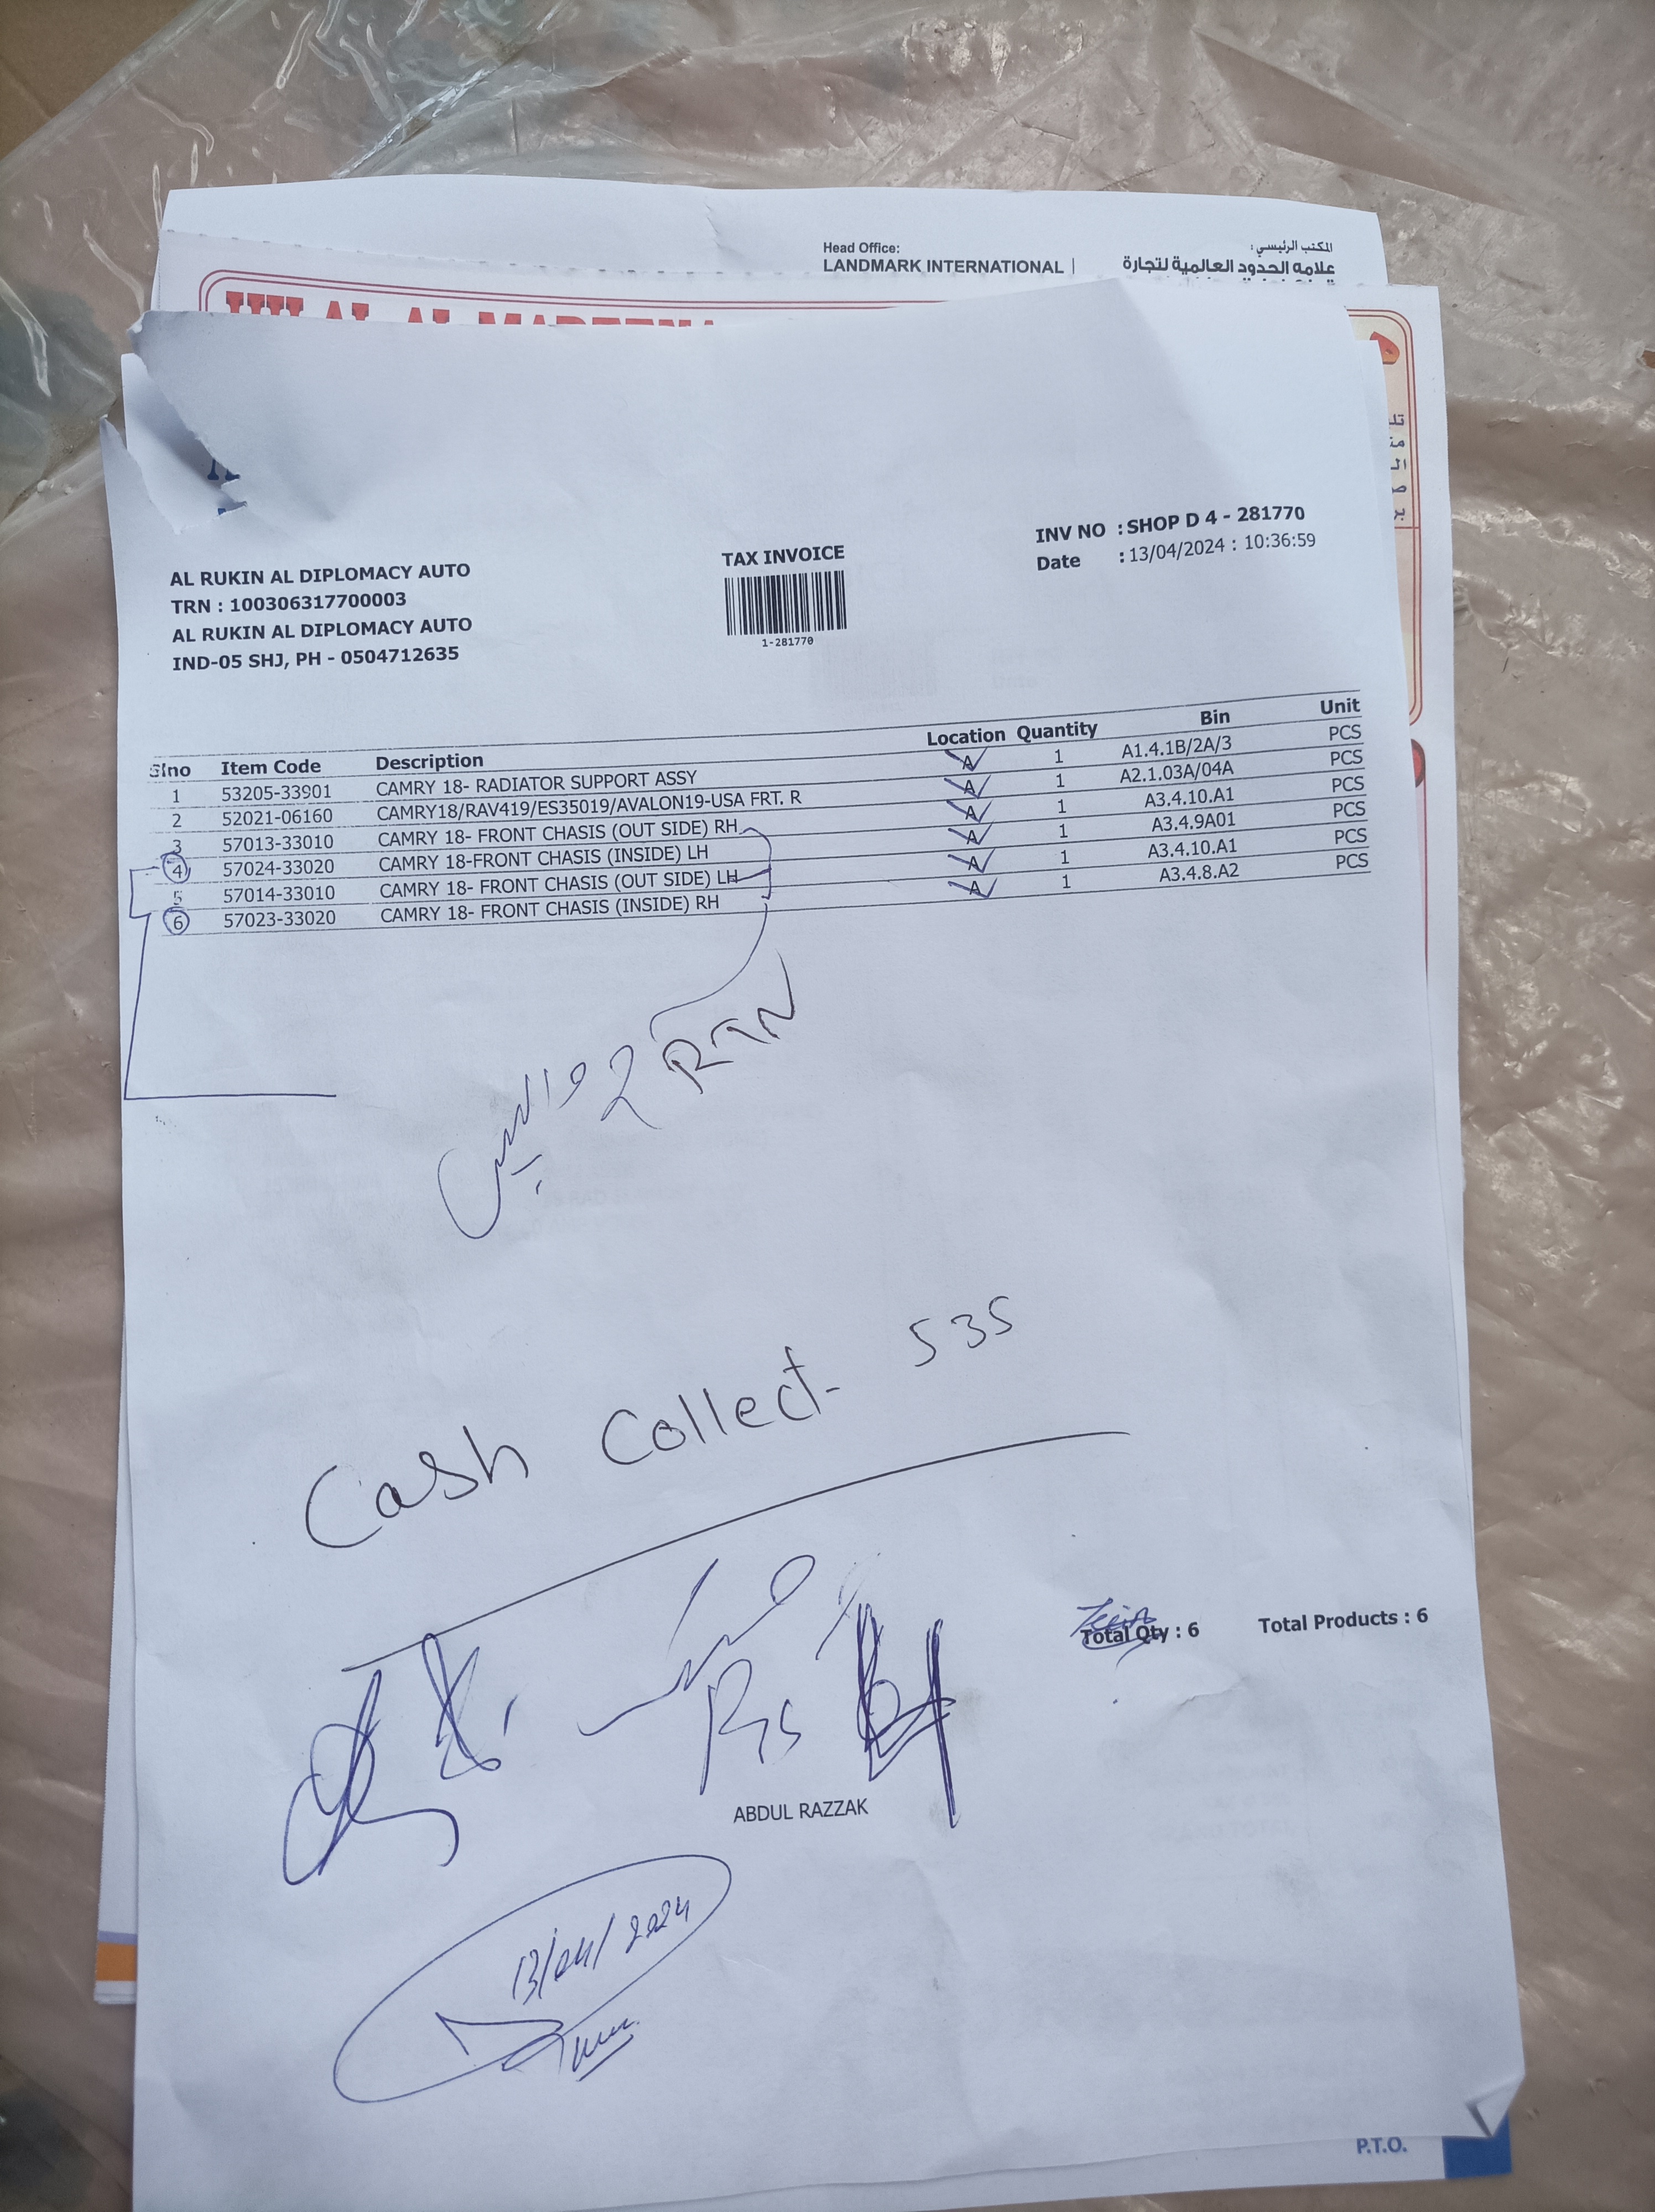 Head Office:
LANDMARK INTERNATIONAL |
المكتب الرئيسي:
علامه الحدود العالمية لتجارة
INV NO : SHOP D 4 - 281770
Date : 13/04/2024 : 10:36:59
TAX INVOICE
1-281770
AL RUKIN AL DIPLOMACY AUTO
TRN : 100306317700003
AL RUKIN AL DIPLOMACY AUTO
IND-05 SHJ, PH - 0504712635
Slno Item Code Description Location Quantity Bin Unit
1 53205-33901 CAMRY 18- RADIATOR SUPPORT ASSY A 1 A1.4.1B/2A/3 PCS
2 52021-06160 CAMRY18/RAV419/ES35019/AVALON19-USA FRT. R A 1 A2.1.03A/04A PCS
3 57013-33010 CAMRY 18- FRONT CHASIS (OUT SIDE) RH A 1 A3.4.10.A1 PCS
4 57024-33020 CAMRY 18-FRONT CHASIS (INSIDE) LH A 1 A3.4.9A01 PCS
5 57014-33010 CAMRY 18- FRONT CHASIS (OUT SIDE) LH A 1 A3.4.10.A1 PCS
6 57023-33020 CAMRY 18- FRONT CHASIS (INSIDE) RH A 1 A3.4.8.A2 PCS
واپس 2 RTN
Cash Collect- 535
Total Qty : 6 Total Products : 6
ABDUL RAZZAK
13/04/2024
P.T.O.